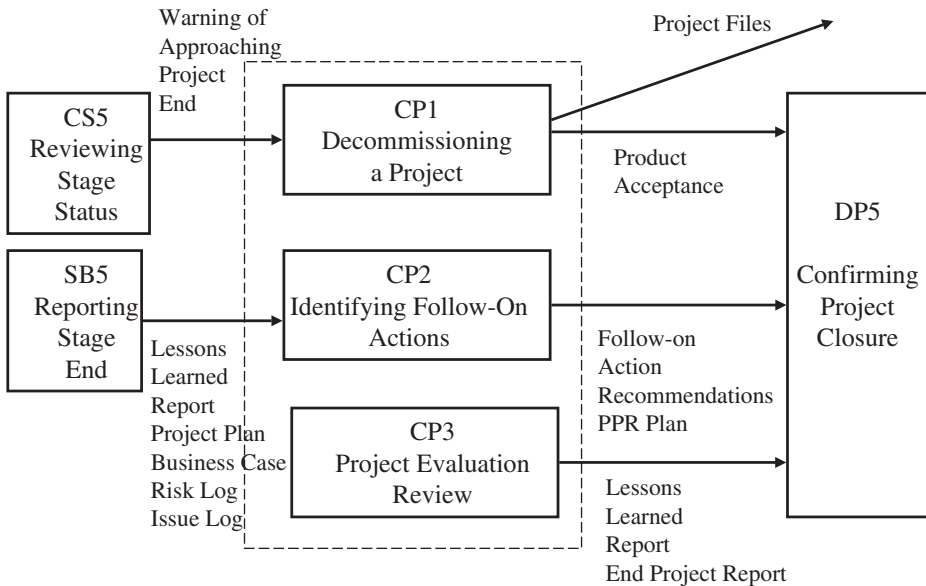 Warning of
Approaching
Project
End
Project Files
CS5
Reviewing
Stage
Status
CP1
Decommissioning
a Project
Product
Acceptance
DP5
Confirming
Project
Closure
SB5
Reporting
Stage
End
CP2
Identifying Follow-On
Actions
Lessons
Learned
Report
Project Plan
Business Case
Risk Log
Issue Log
Follow-on
Action
Recommendations
PPR Plan
CP3
Project Evaluation
Review
Lessons
Learned
Report
End Project Report